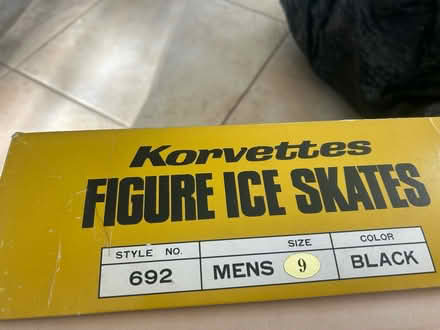 Korvettes
FIGURE ICE SKATES
STYLE NO. SIZE COLOR
692 MENS 9 BLACK